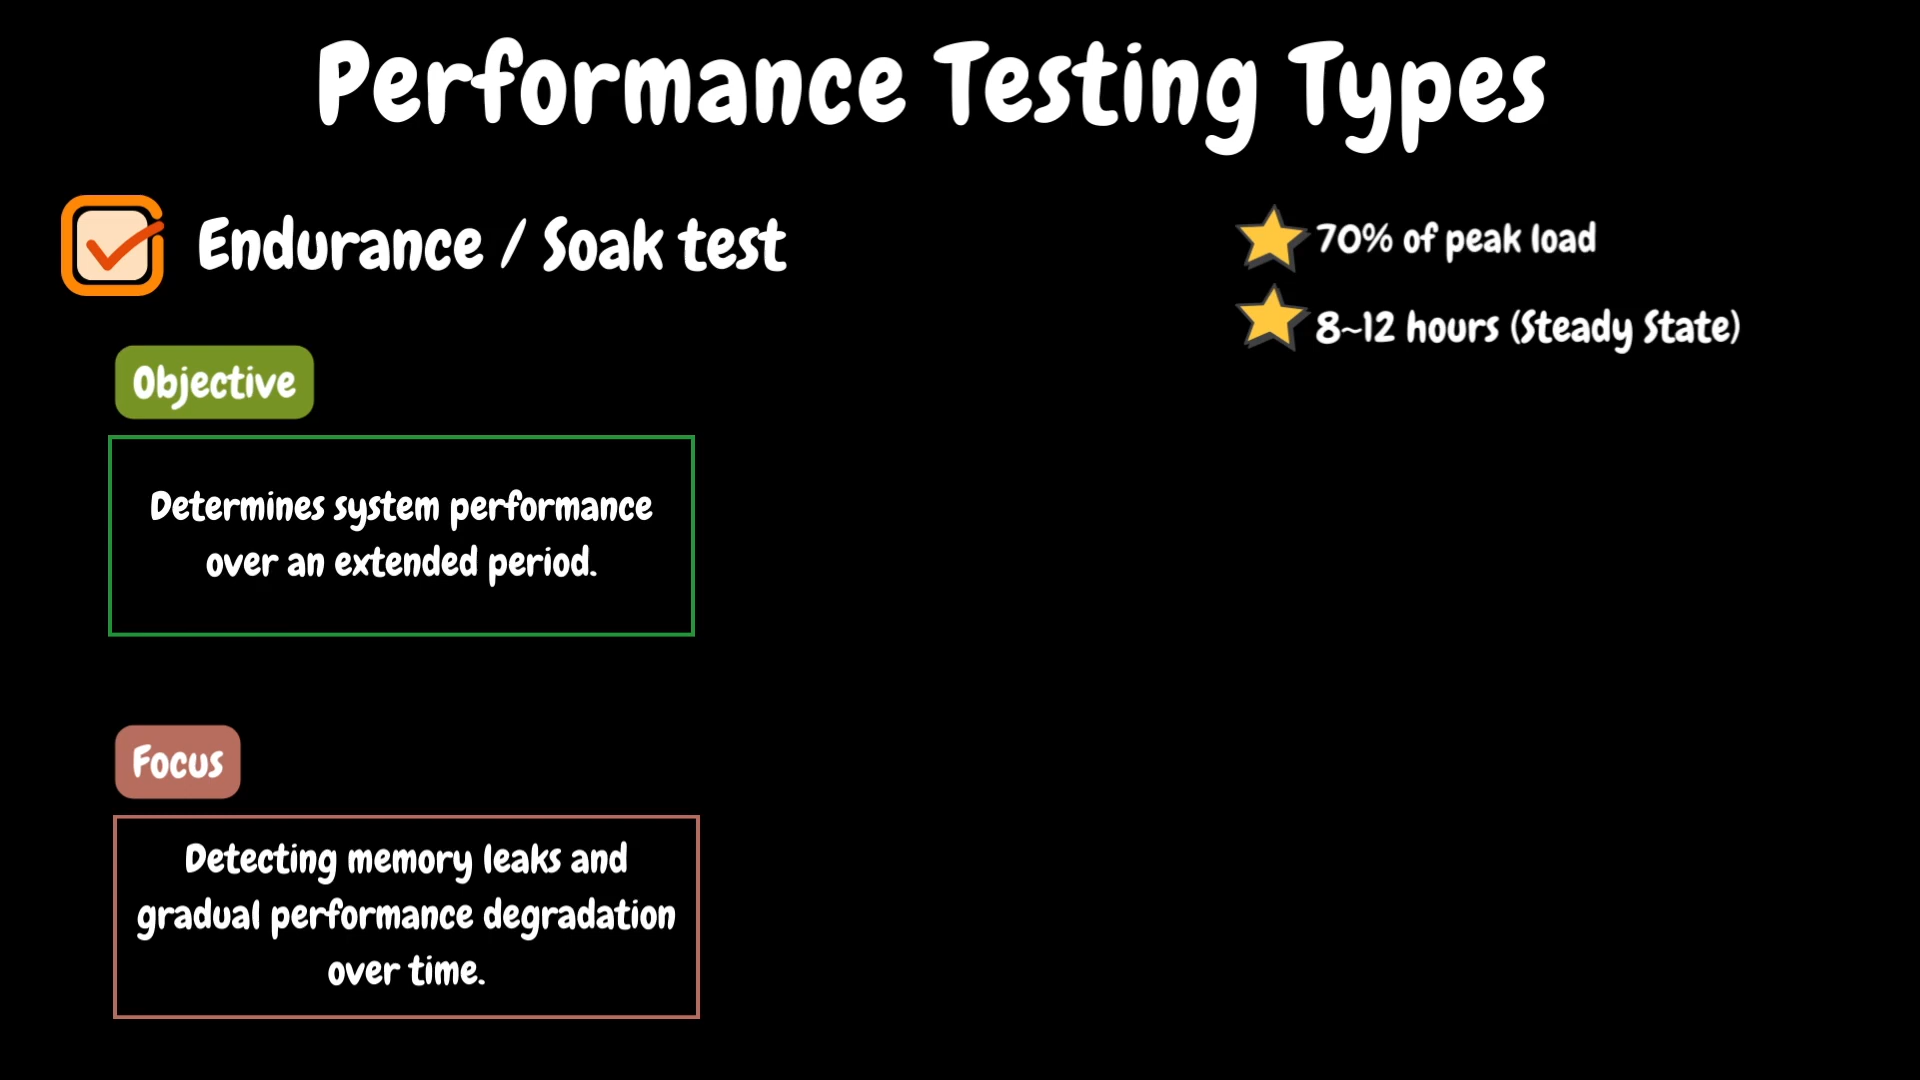 Performance Testing Types
Endurance / Soak test
70% of peak load
8~12 hours (Steady State)
Objective
Determines system performance
over an extended period.
Focus
Detecting memory leaks and
gradual performance degradation
over time.